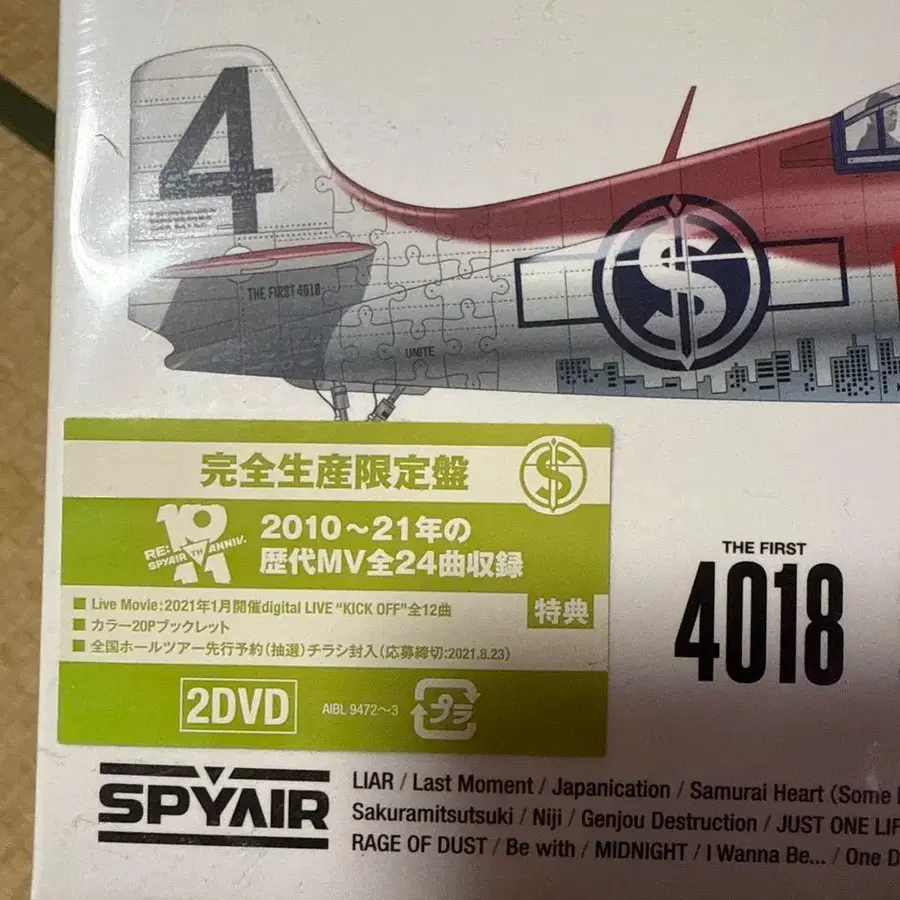 4
THE FIRST 4018
UNITE
S
完全生産限定盤
S
RE:10TH ANNIV.
SPYAIR
11
2010〜21年の
歴代MV全24曲収録
■ Live Movie:2021年1月開催digital LIVE “KICK OFF”全12曲
■ カラー20Pブックレット
特典
■ 全国ホールツアー先行予約(抽選)チラシ封入(応募締切:2021.8.23)
2DVD
AIBL 9472〜3
プラ
THE FIRST
4018
SPYAIR
LIAR / Last Moment / Japanication / Samurai Heart (Some
Sakuramitsutsuki / Niji / Genjou Destruction / JUST ONE LIF
RAGE OF DUST / Be with / MIDNIGHT / I Wanna Be... / One D